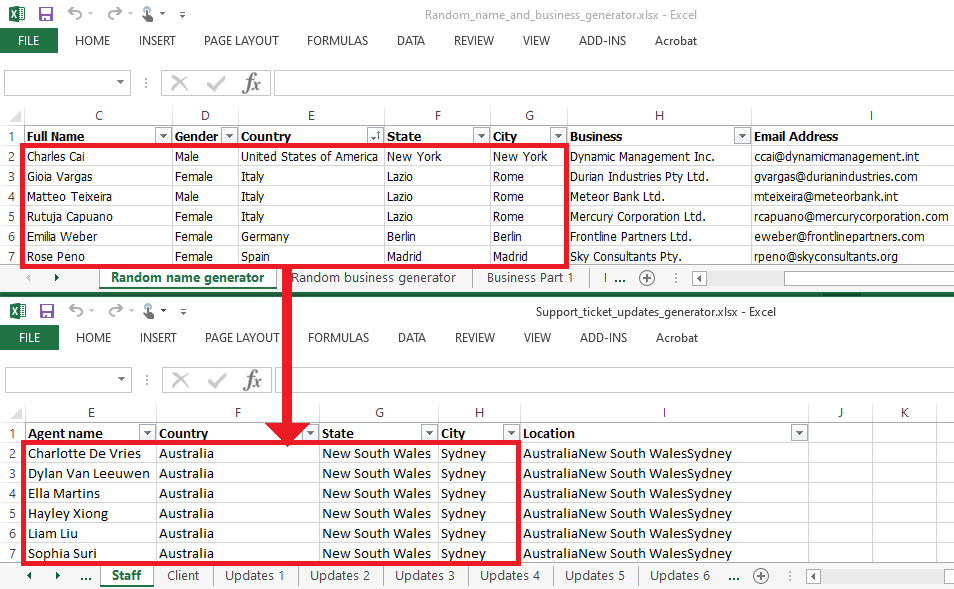 Random_name_and_business_generator.xlsx - Excel
FILE HOME INSERT PAGE LAYOUT FORMULAS DATA REVIEW VIEW ADD-INS Acrobat
fx
C D E F G H I
1 Full Name Gender Country State City Business Email Address
2 Charles Cai Male United States of America New York New York Dynamic Management Inc. ccai@dynamicmanagement.int
3 Gioia Vargas Female Italy Lazio Rome Durian Industries Pty Ltd. gvargas@durianindustries.com
4 Matteo Teixeira Male Italy Lazio Rome Meteor Bank Ltd. mteixeira@meteorbank.int
5 Rutuja Capuano Female Italy Lazio Rome Mercury Corporation Ltd. rcapuano@mercurycorporation.com
6 Emilia Weber Female Germany Berlin Berlin Frontline Partners Ltd. eweber@frontlinepartners.com
7 Rose Peno Female Spain Madrid Madrid Sky Consultants Pty. rpeno@skyconsultants.org
Random name generator Random business generator Business Part 1 ...
Support_ticket_updates_generator.xlsx - Excel
FILE HOME INSERT PAGE LAYOUT FORMULAS DATA REVIEW VIEW ADD-INS Acrobat
fx
E F G H I J K
1 Agent name Country State City Location
2 Charlotte De Vries Australia New South Wales Sydney AustraliaNew South WalesSydney
3 Dylan Van Leeuwen Australia New South Wales Sydney AustraliaNew South WalesSydney
4 Ella Martins Australia New South Wales Sydney AustraliaNew South WalesSydney
5 Hayley Xiong Australia New South Wales Sydney AustraliaNew South WalesSydney
6 Liam Liu Australia New South Wales Sydney AustraliaNew South WalesSydney
7 Sophia Suri Australia New South Wales Sydney AustraliaNew South WalesSydney
... Staff Client Updates 1 Updates 2 Updates 3 Updates 4 Updates 5 Updates 6 ...